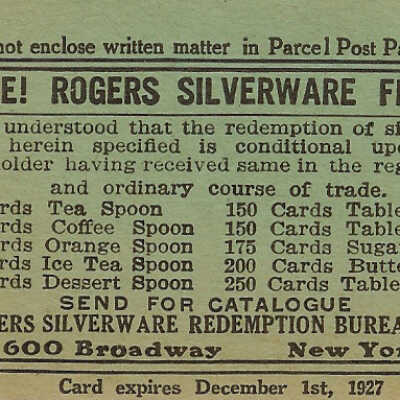 not enclose written matter in Parcel Post Pa
E! ROGERS SILVERWARE F
understood that the redemption of si
herein specified is conditional upo
older having received same in the reg
and ordinary course of trade.
rds Tea Spoon 150 Cards Table
rds Coffee Spoon 150 Cards Table
rds Orange Spoon 175 Cards Suga
rds Ice Tea Spoon 200 Cards Butte
rds Dessert Spoon 250 Cards Table
SEND FOR CATALOGUE
ERS SILVERWARE REDEMPTION BUREA
600 Broadway New Yo
Card expires December 1st, 1927